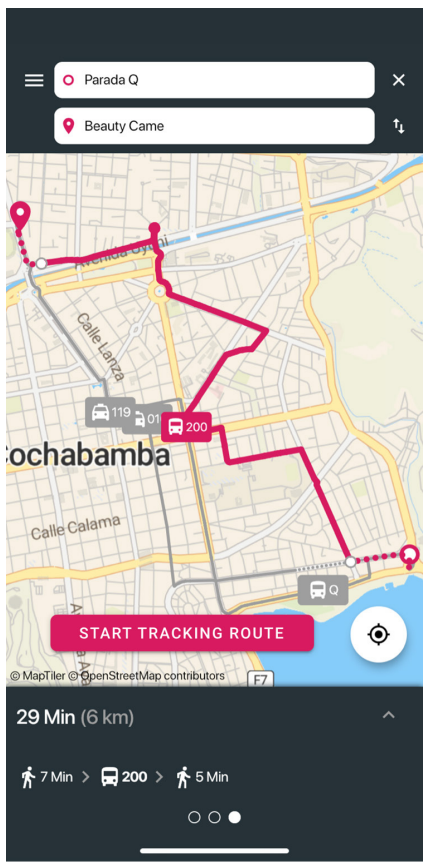 Parada Q
Beauty Came
Avenida Uyuni
Calle Lanza
119
01
200
Cochabamba
Calle Calama
Q
START TRACKING ROUTE
© MapTiler © OpenStreetMap contributors
F7
29 Min (6 km)
7 Min > 200 > 5 Min